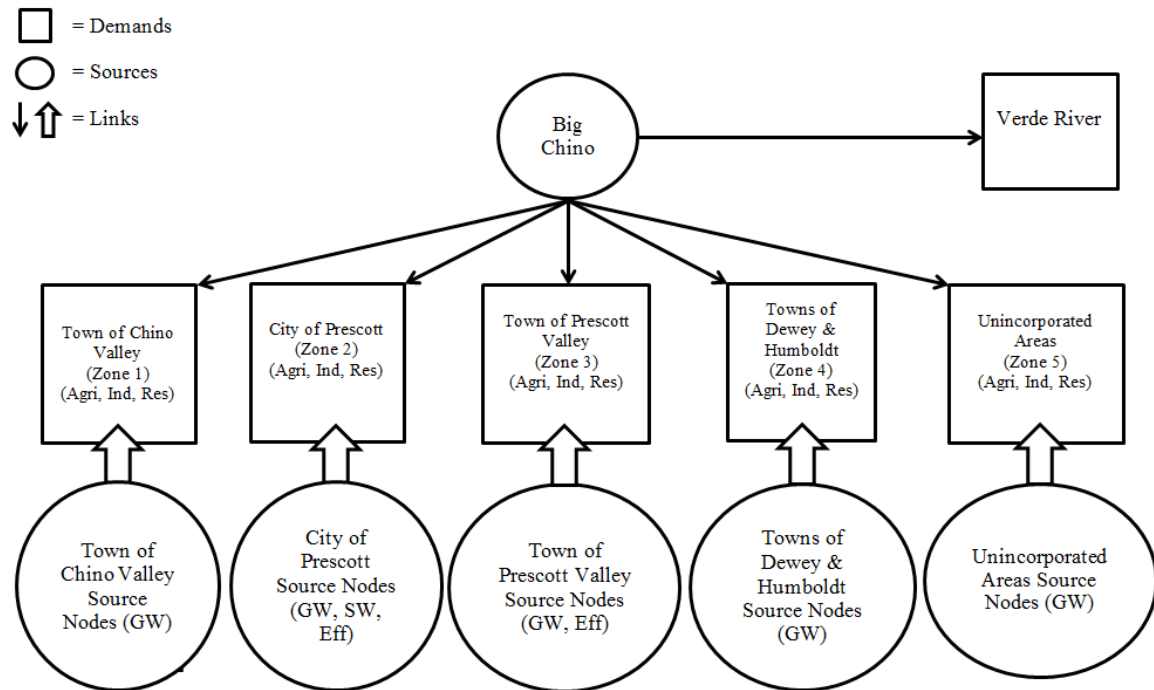 = Demands
= Sources
= Links
Big
Chino
Verde River
Town of Chino
Valley
(Zone 1)
(Agri, Ind, Res)
City of Prescott
(Zone 2)
(Agri, Ind, Res)
Town of Prescott
Valley
(Zone 3)
(Agri, Ind, Res)
Towns of
Dewey &
Humboldt
(Zone 4)
(Agri, Ind, Res)
Unincorporated
Areas
(Zone 5)
(Agri, Ind, Res)
Town of
Chino Valley
Source
Nodes (GW)
City of
Prescott
Source Nodes
(GW, SW,
Eff)
Town of
Prescott Valley
Source Nodes
(GW, Eff)
Towns of
Dewey &
Humboldt
Source Nodes
(GW)
Unincorporated
Areas Source
Nodes (GW)